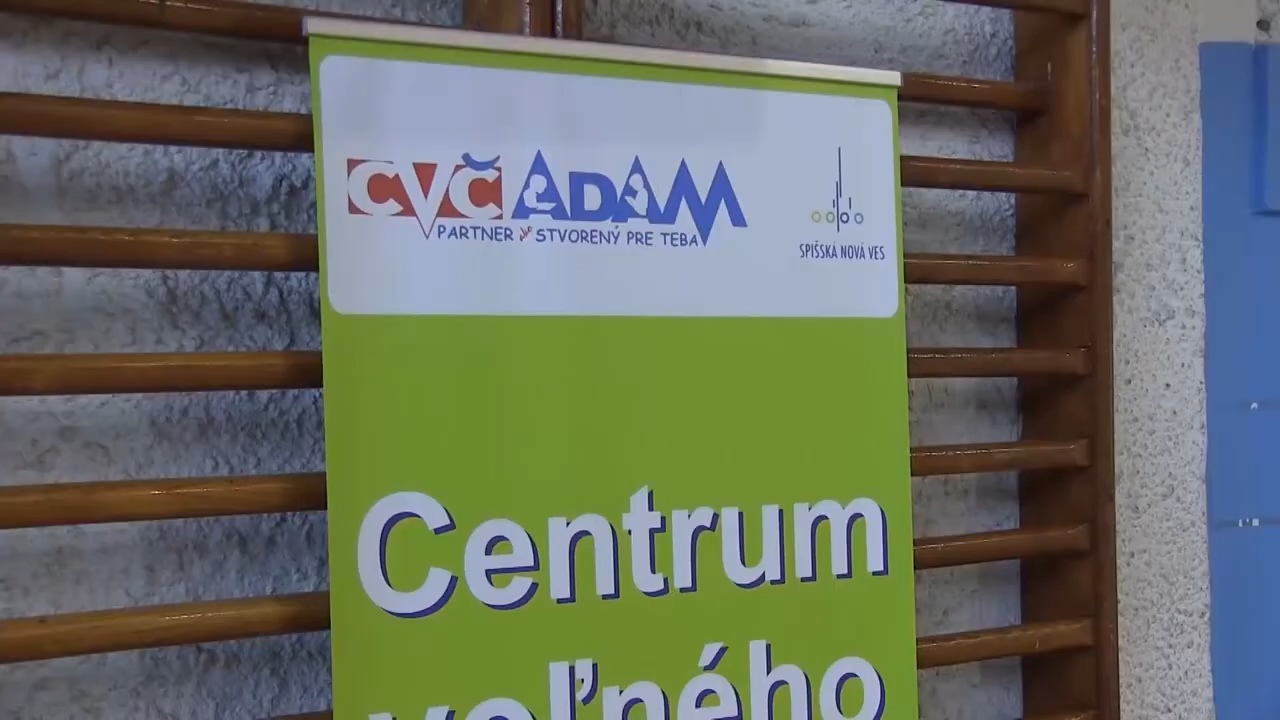 CVČ ADAM
PARTNER STVORENÝ PRE TEBA
SPIŠSKÁ NOVÁ VES
Centrum
voľného